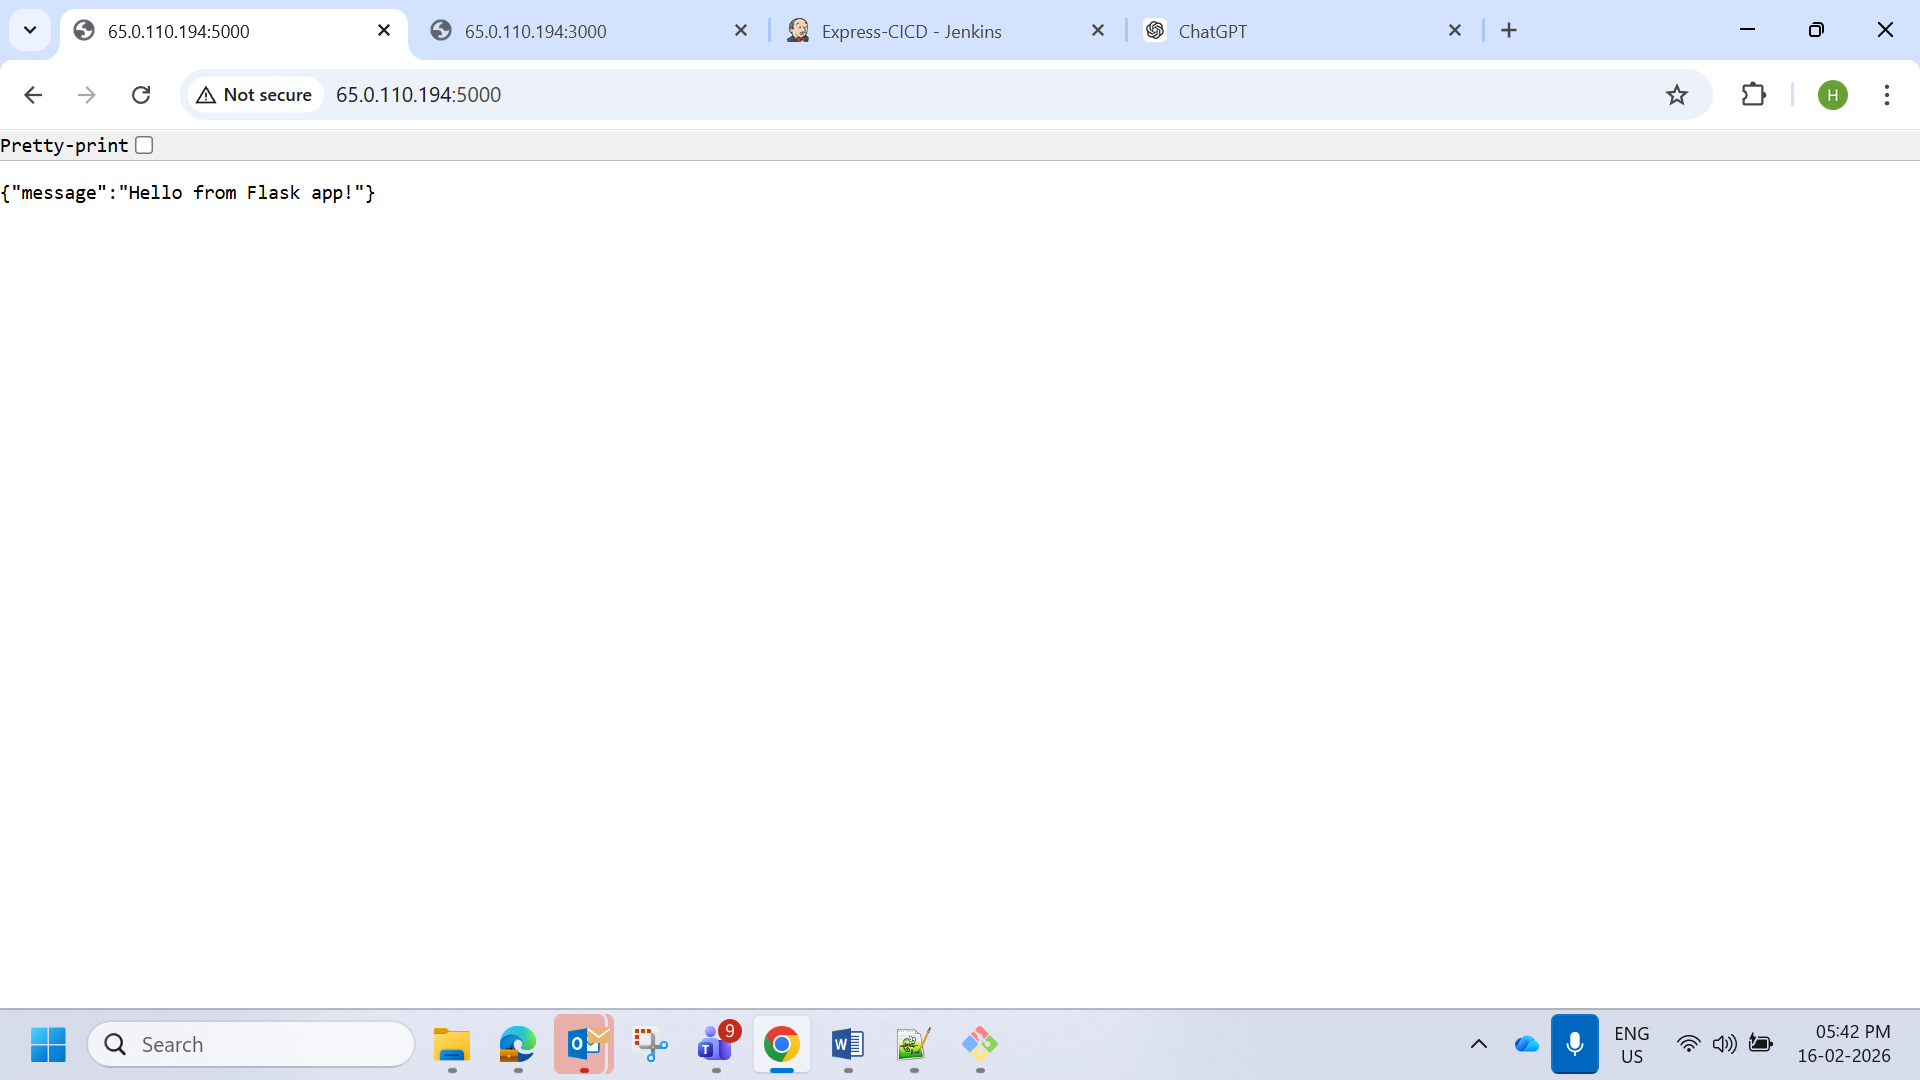 65.0.110.194:5000
65.0.110.194:3000
Express-CICD - Jenkins
ChatGPT
Not secure
65.0.110.194:5000
H
Pretty-print
{"message":"Hello from Flask app!"}
Search
9
ENG
US
05:42 PM
16-02-2026